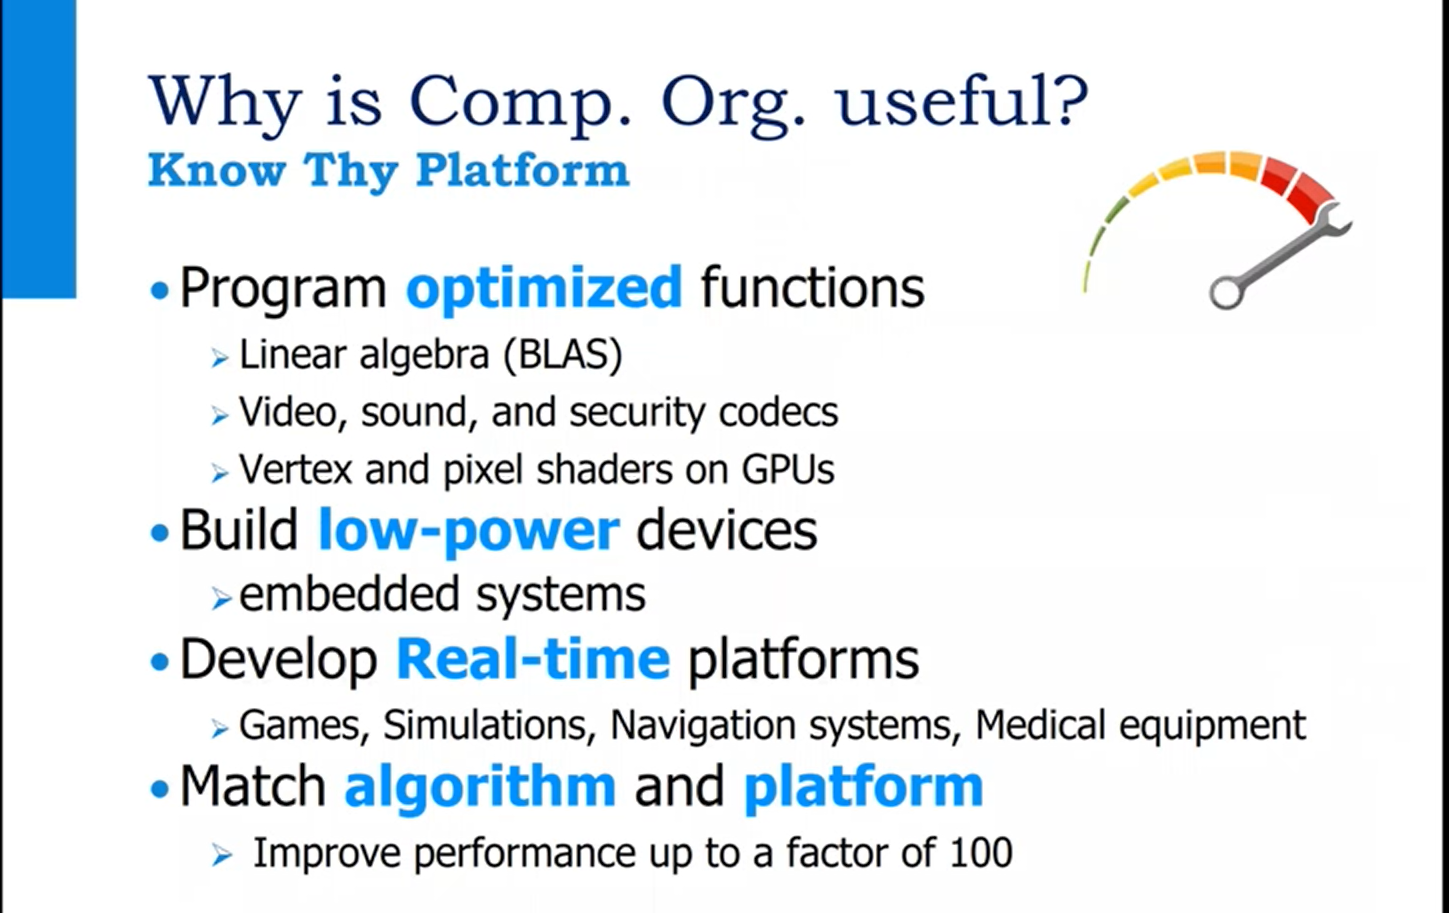 Why is Comp. Org. useful?
Know Thy Platform
• Program optimized functions
➢ Linear algebra (BLAS)
➢ Video, sound, and security codecs
➢ Vertex and pixel shaders on GPUs
• Build low-power devices
➢ embedded systems
• Develop Real-time platforms
➢ Games, Simulations, Navigation systems, Medical equipment
• Match algorithm and platform
➢ Improve performance up to a factor of 100